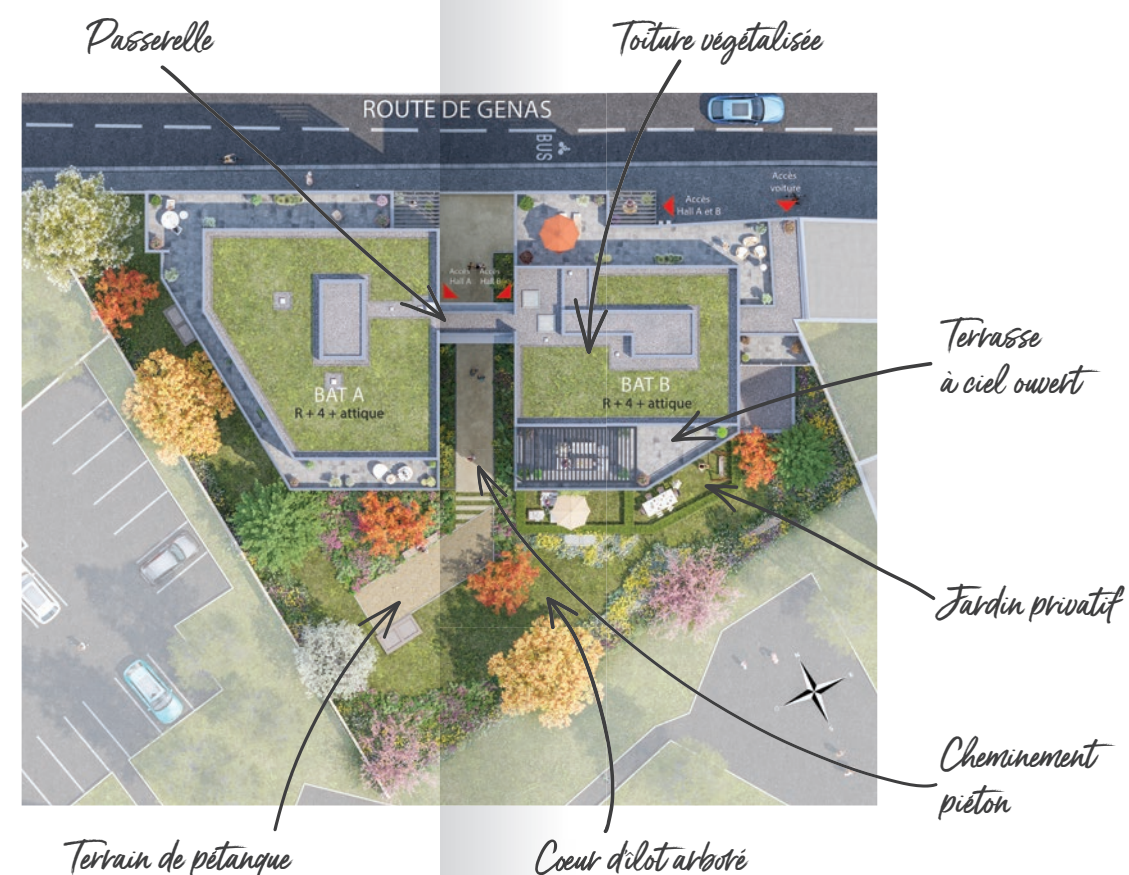 Passerelle
Toiture végétalisée
ROUTE DE GENAS
BUS
Accès
voiture
Accès
Hall A et B
Accès
Hall A
Accès
Hall B
BAT A
R + 4 + attique
BAT B
R + 4 + attique
Terrasse
à ciel ouvert
Jardin privatif
Cheminement
piéton
Terrain de pétanque
Coeur d'ilot arboré